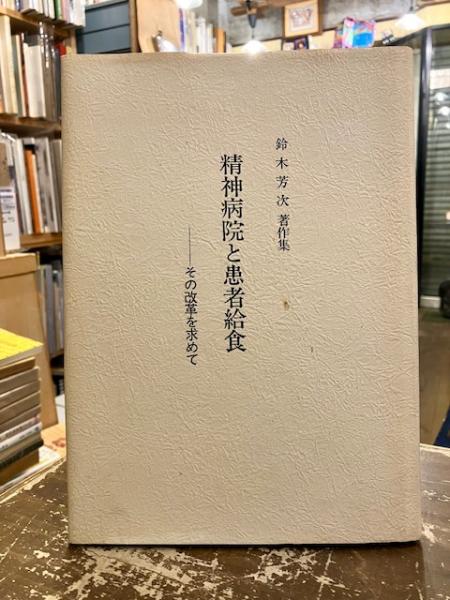 鈴木芳次 著作集
精神病院と患者給食
――その改革を求めて